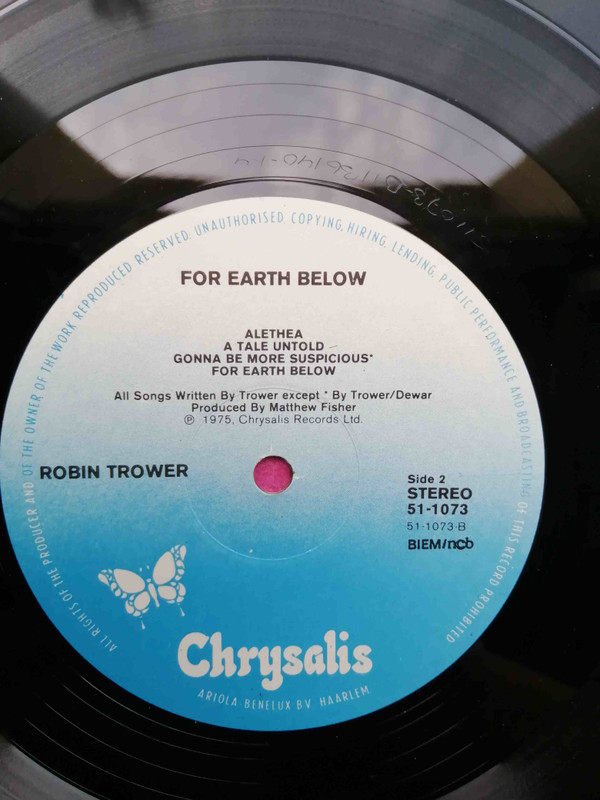 FOR EARTH BELOW
ALETHEA
A TALE UNTOLD
GONNA BE MORE SUSPICIOUS*
FOR EARTH BELOW
All Songs Written By Trower except * By Trower/Dewar
Produced By Matthew Fisher
℗ 1975, Chrysalis Records Ltd.
ROBIN TROWER
Side 2
STEREO
51-1073
51-1073-B
BIEM/ncb
Chrysalis
ARIOLA BENELUX BV HAARLEM
ALL RIGHTS OF THE PRODUCER AND OF THE OWNER OF THE WORK REPRODUCED RESERVED. UNAUTHORISED COPYING, HIRING, LENDING, PUBLIC PERFORMANCE AND BROADCASTING OF THIS RECORD PROHIBITED